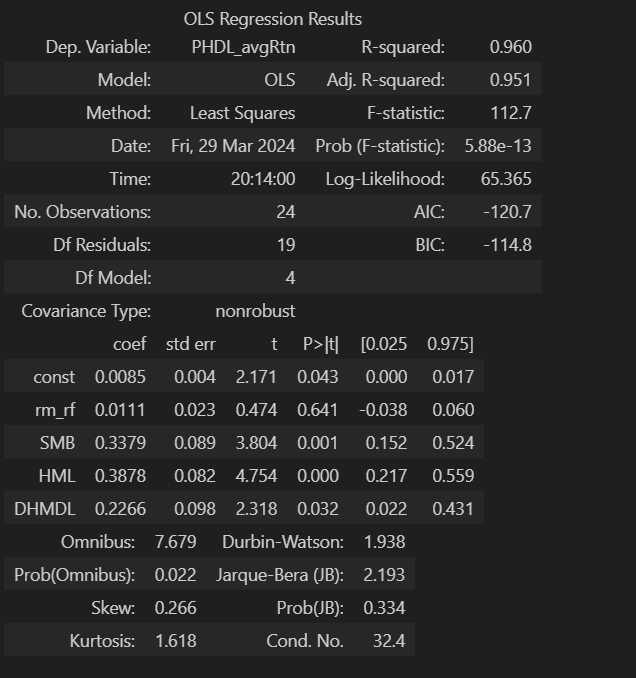 OLS Regression Results
Dep. Variable: PHDL_avgRtn R-squared: 0.960
Model: OLS Adj. R-squared: 0.951
Method: Least Squares F-statistic: 112.7
Date: Fri, 29 Mar 2024 Prob (F-statistic): 5.88e-13
Time: 20:14:00 Log-Likelihood: 65.365
No. Observations: 24 AIC: -120.7
Df Residuals: 19 BIC: -114.8
Df Model: 4
Covariance Type: nonrobust
coef std err t P>|t| [0.025 0.975]
const 0.0085 0.004 2.171 0.043 0.000 0.017
rm_rf 0.0111 0.023 0.474 0.641 -0.038 0.060
SMB 0.3379 0.089 3.804 0.001 0.152 0.524
HML 0.3878 0.082 4.754 0.000 0.217 0.559
DHMDL 0.2266 0.098 2.318 0.032 0.022 0.431
Omnibus: 7.679 Durbin-Watson: 1.938
Prob(Omnibus): 0.022 Jarque-Bera (JB): 2.193
Skew: 0.266 Prob(JB): 0.334
Kurtosis: 1.618 Cond. No. 32.4